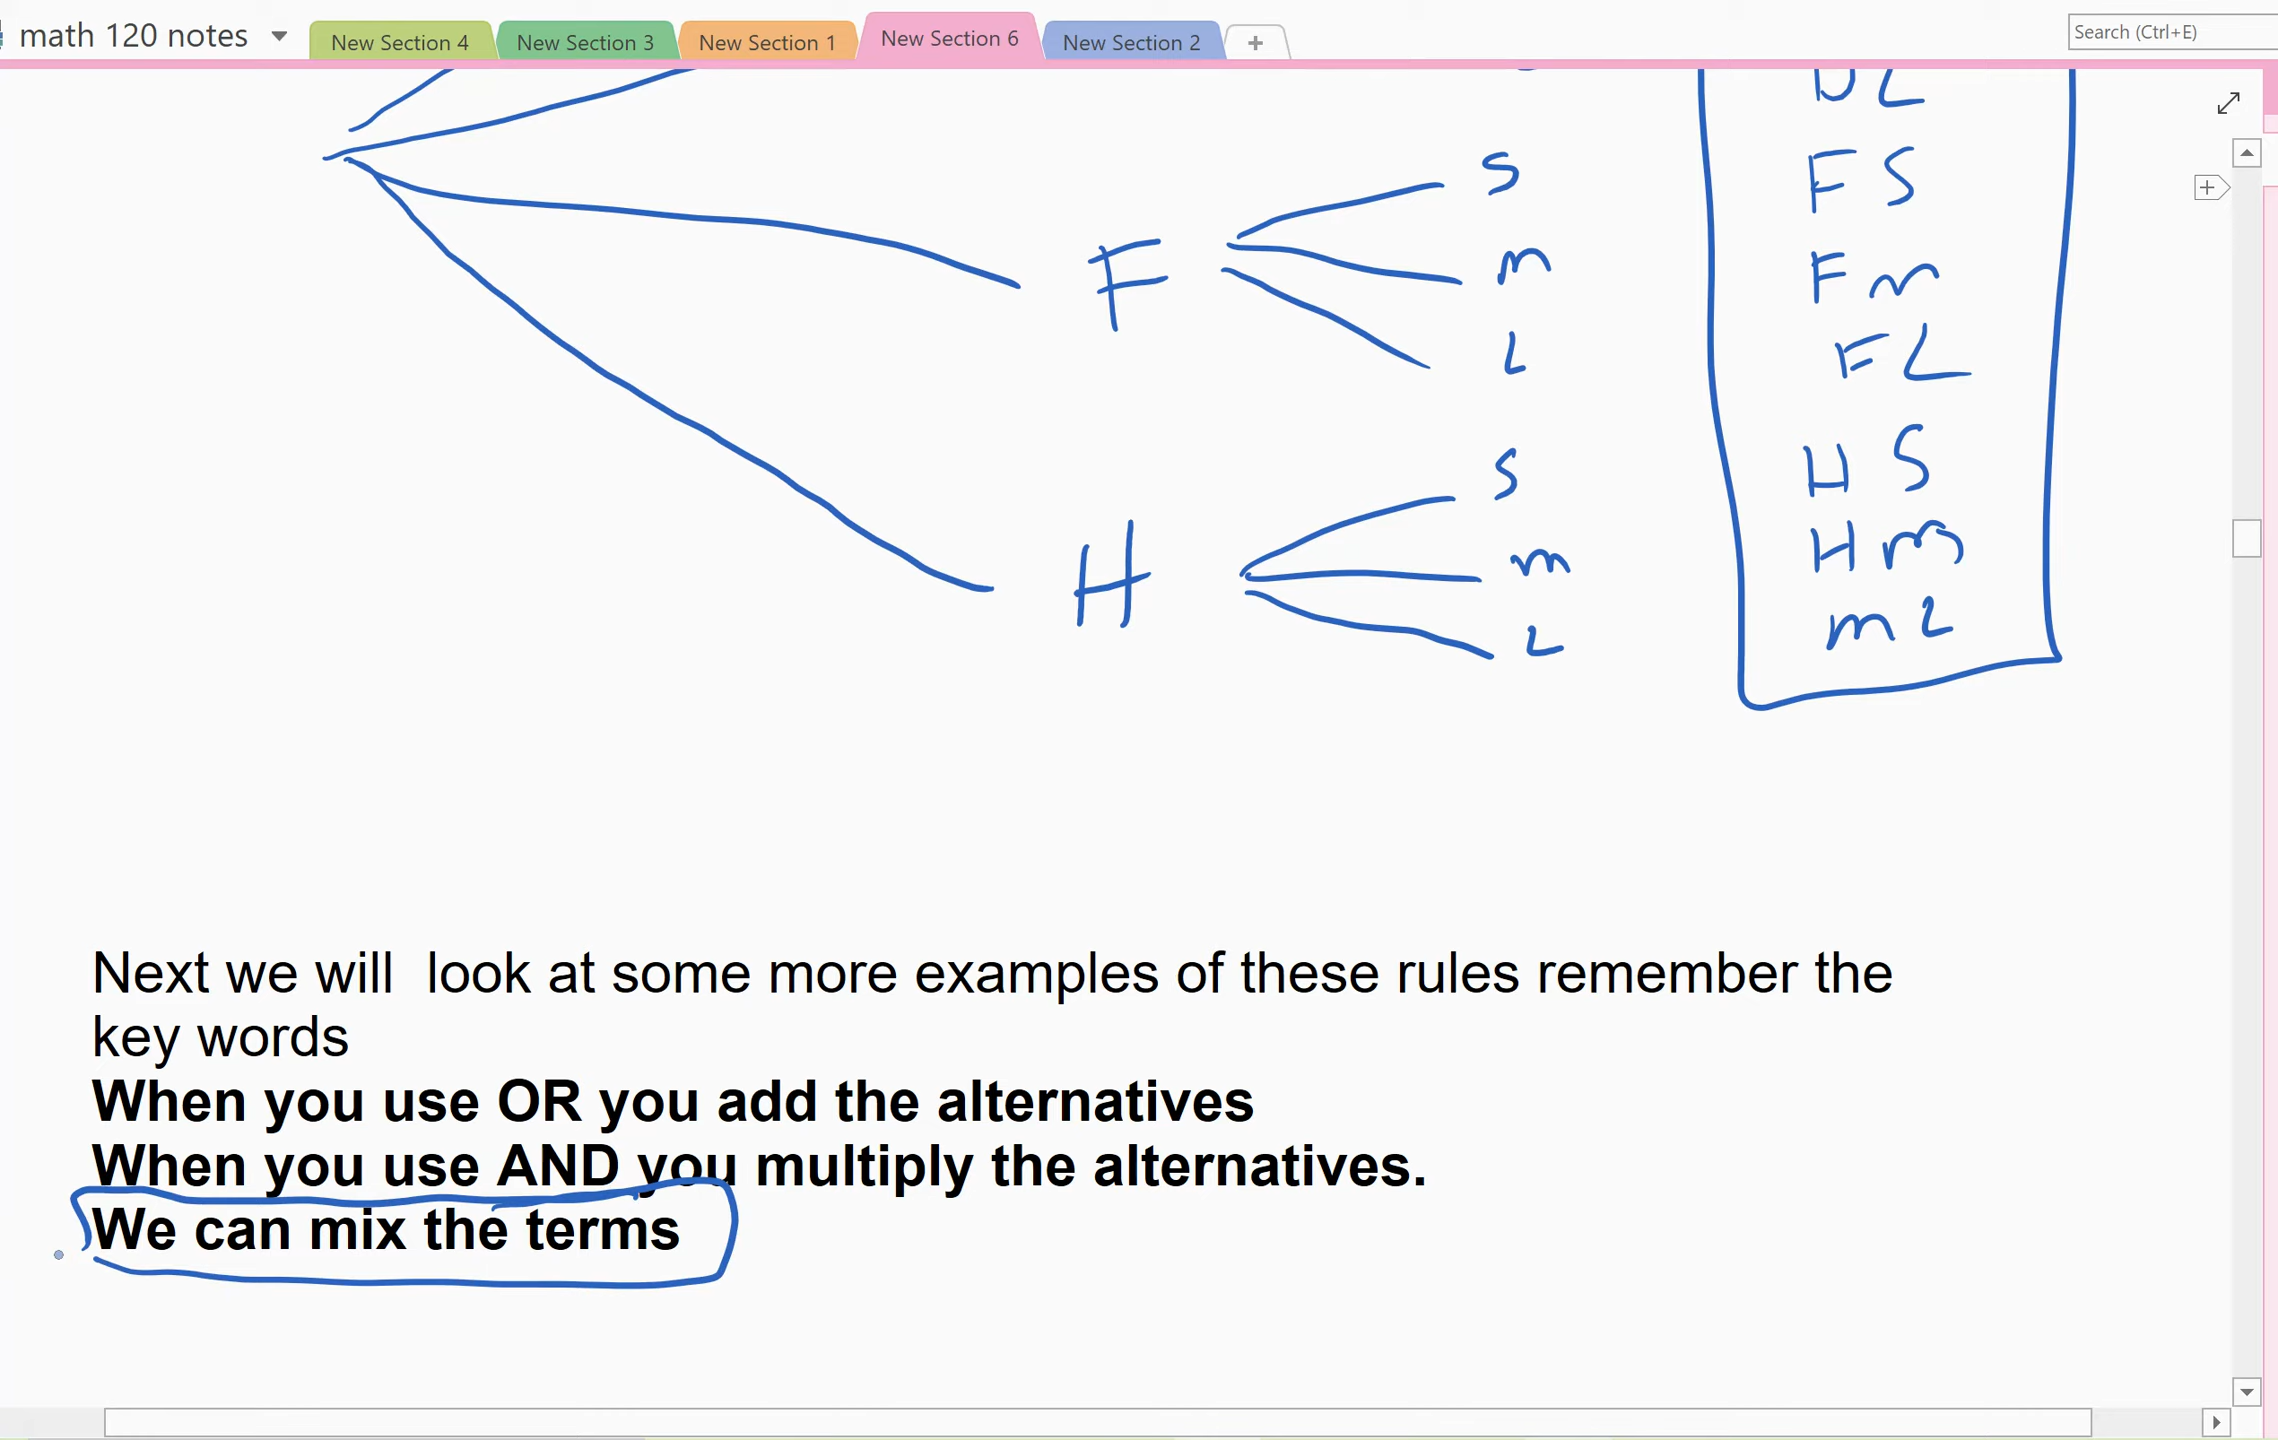 math 120 notes
New Section 4
New Section 3
New Section 1
New Section 6
New Section 2
Search (Ctrl+E)
F
S
m
L
H
S
m
L
F S
F m
F L
H S
H m
m L
Next we will look at some more examples of these rules remember the
key words
When you use OR you add the alternatives
When you use AND you multiply the alternatives.
We can mix the terms